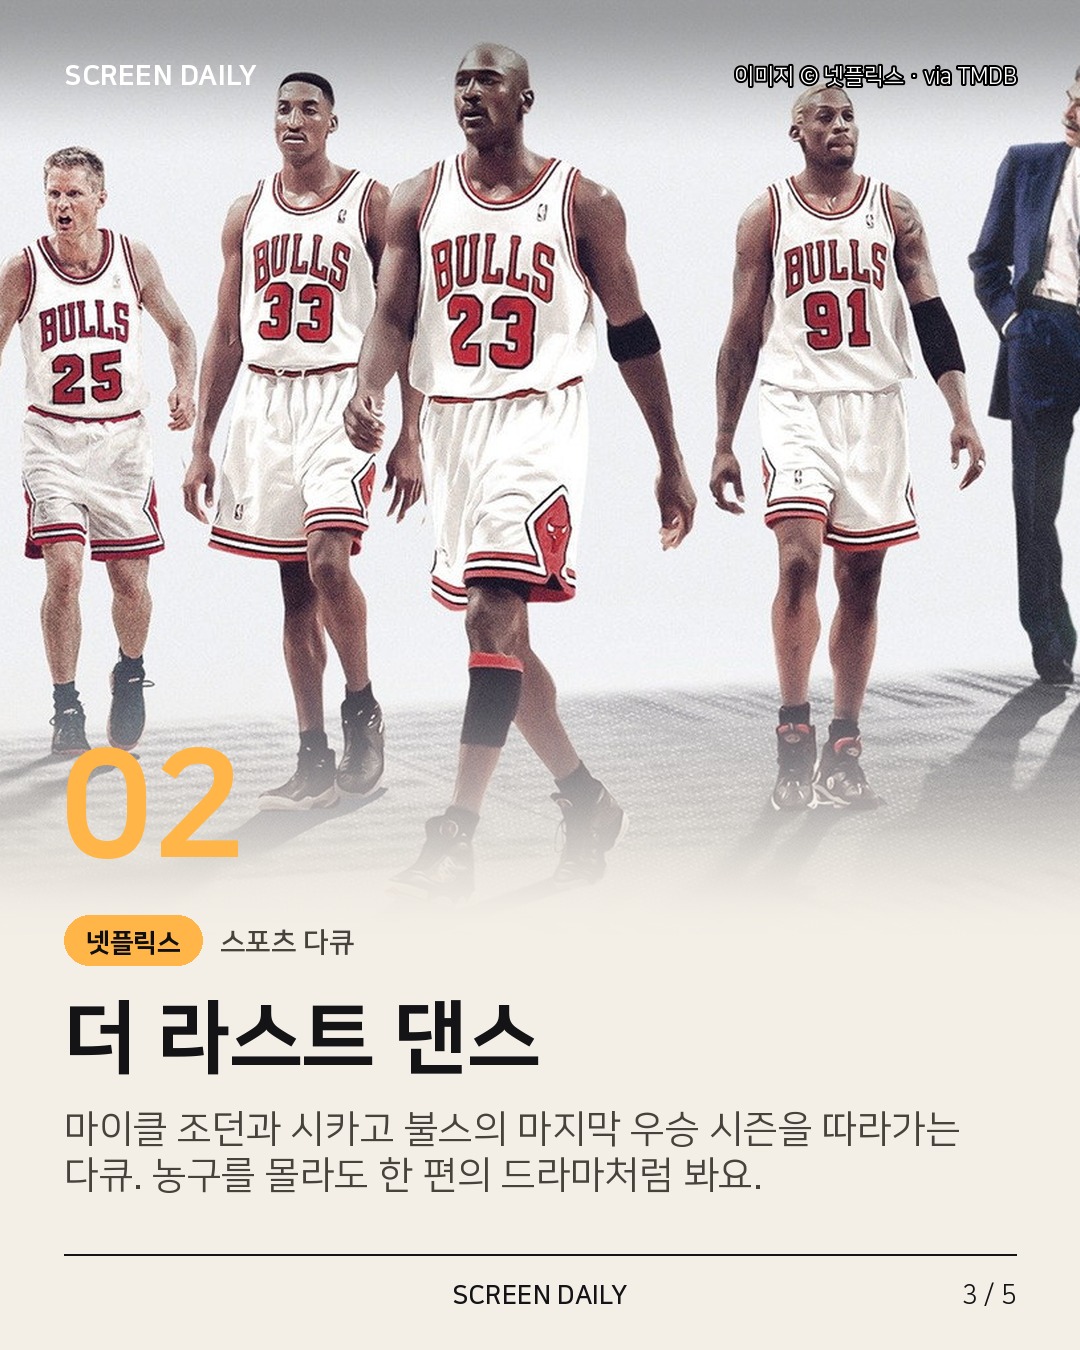 SCREEN DAILY
이미지 © 넷플릭스 · via TMDB
BULLS
25
BULLS
33
BULLS
23
BULLS
91
02
넷플릭스 스포츠 다큐
더 라스트 댄스
마이클 조던과 시카고 불스의 마지막 우승 시즌을 따라가는
다큐. 농구를 몰라도 한 편의 드라마처럼 봐요.
SCREEN DAILY
3 / 5